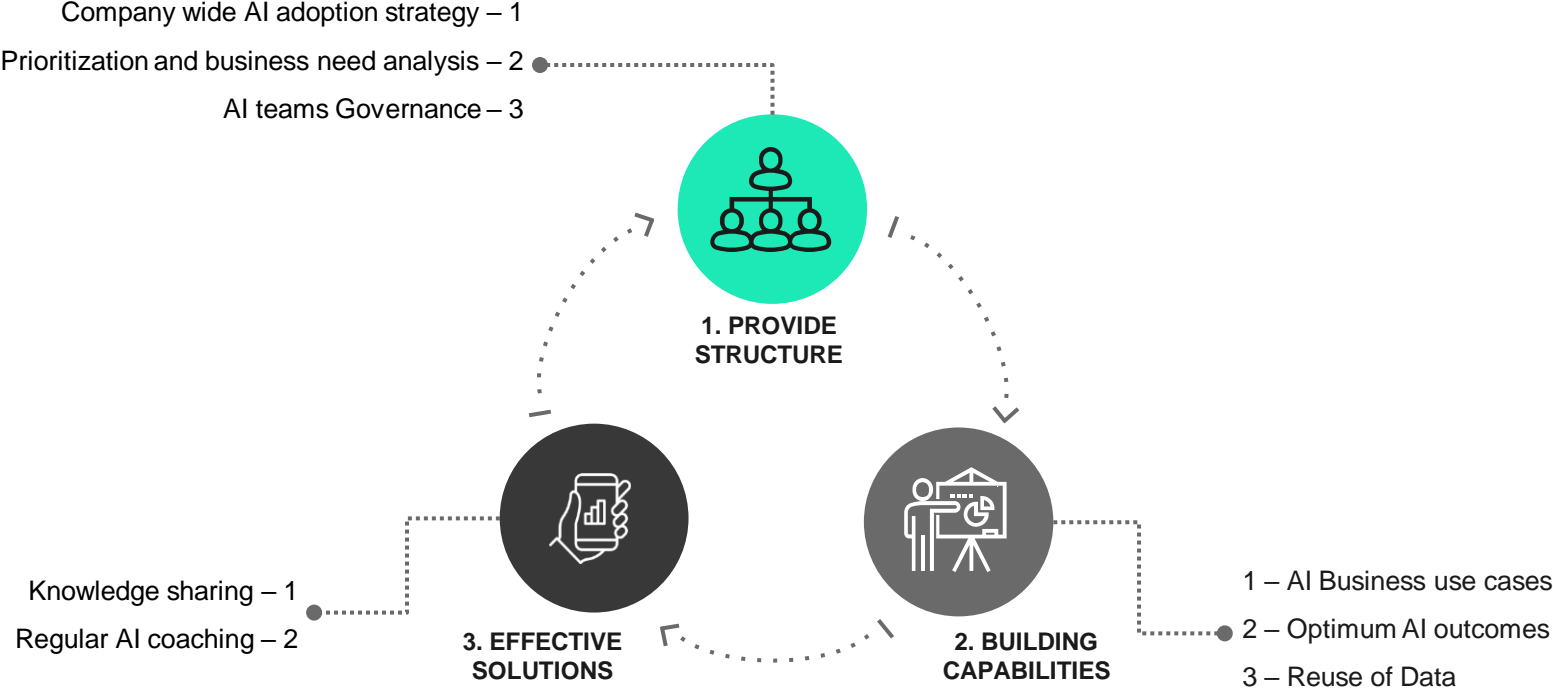 Company wide AI adoption strategy – 1
Prioritization and business need analysis – 2
AI teams Governance – 3
1. PROVIDE
STRUCTURE
Knowledge sharing – 1
Regular AI coaching – 2
3. EFFECTIVE
SOLUTIONS
2. BUILDING
CAPABILITIES
1 – AI Business use cases
2 – Optimum AI outcomes
3 – Reuse of Data